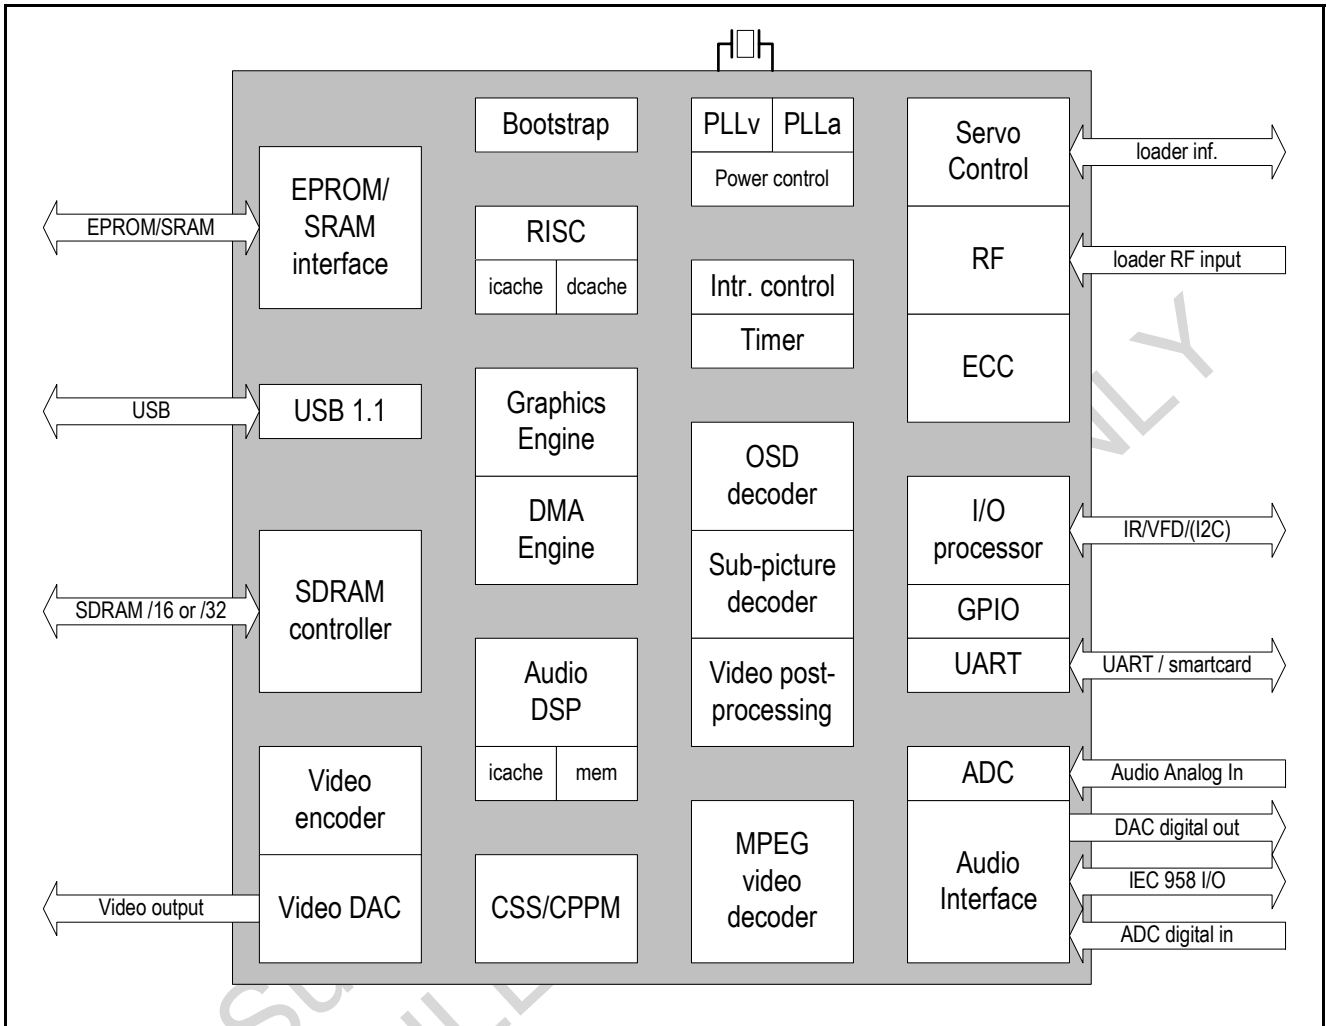 Bootstrap
PLLv
PLLa
Power control
Servo
Control
loader inf.
EPROM/
SRAM
interface
EPROM/SRAM
RISC
icache
dcache
Intr. control
Timer
RF
loader RF input
ECC
USB
USB 1.1
Graphics
Engine
DMA
Engine
OSD
decoder
Sub-picture
decoder
Video post-
processing
I/O
processor
IR/VFD/(I2C)
GPIO
UART
UART / smartcard
SDRAM /16 or /32
SDRAM
controller
Audio
DSP
icache
mem
Video
encoder
Video DAC
Video output
CSS/CPPM
MPEG
video
decoder
ADC
Audio Analog In
Audio
Interface
DAC digital out
IEC 958 I/O
ADC digital in